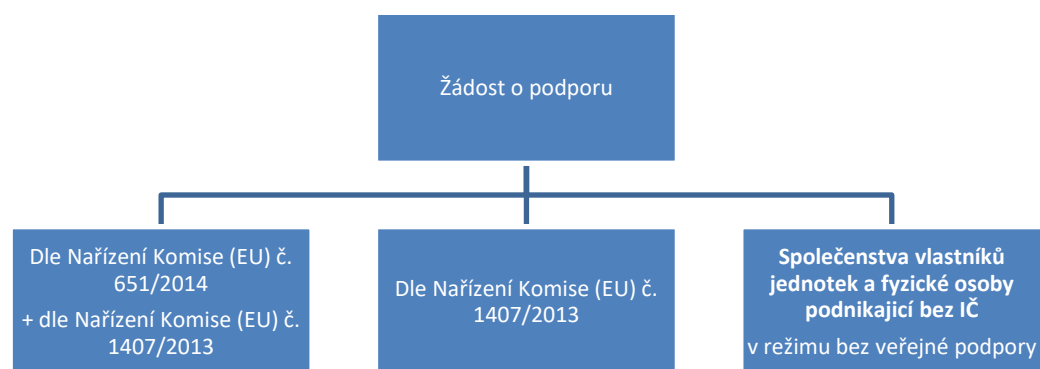 Žádost o podporu
Dle Nařízení Komise (EU) č.
651/2014
+ dle Nařízení Komise (EU) č.
1407/2013
Dle Nařízení Komise (EU) č.
1407/2013
Společenstva vlastníků
jednotek a fyzické osoby
podnikajicí bez IČ
v režimu bez veřejné podpory